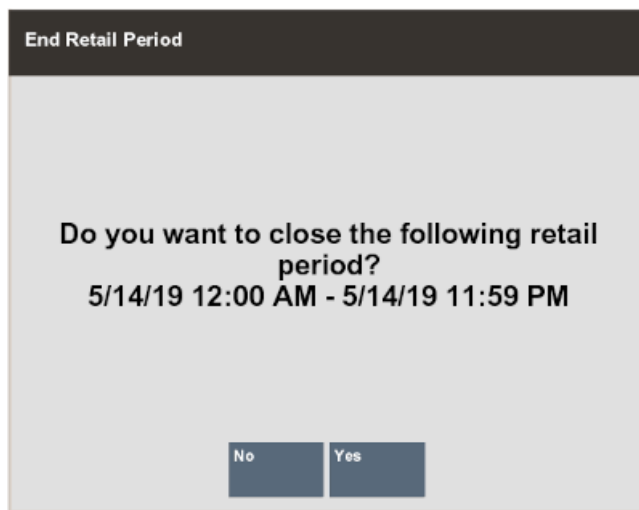 End Retail Period
Do you want to close the following retail
period?
5/14/19 12:00 AM - 5/14/19 11:59 PM
No
Yes